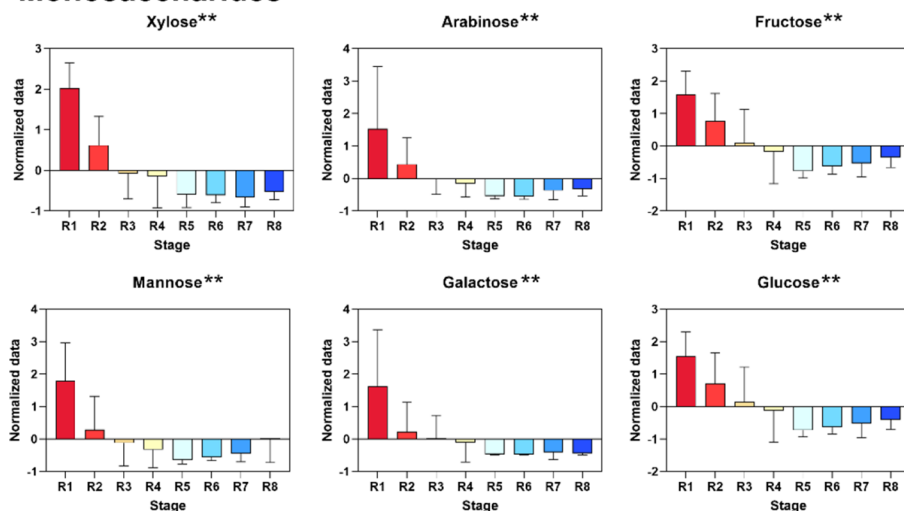 Monosaccharides
Xylose**
Arabinose**
Fructose**
Normalized data
3
2
1
0
-1
R1 R2 R3 R4 R5 R6 R7 R8
Stage
Normalized data
4
3
2
1
0
-1
R1 R2 R3 R4 R5 R6 R7 R8
Stage
Normalized data
3
2
1
0
-1
-2
R1 R2 R3 R4 R5 R6 R7 R8
Stage
Mannose**
Galactose**
Glucose**
Normalized data
4
3
2
1
0
-1
R1 R2 R3 R4 R5 R6 R7 R8
Stage
Normalized data
4
3
2
1
0
-1
R1 R2 R3 R4 R5 R6 R7 R8
Stage
Normalized data
3
2
1
0
-1
-2
R1 R2 R3 R4 R5 R6 R7 R8
Stage